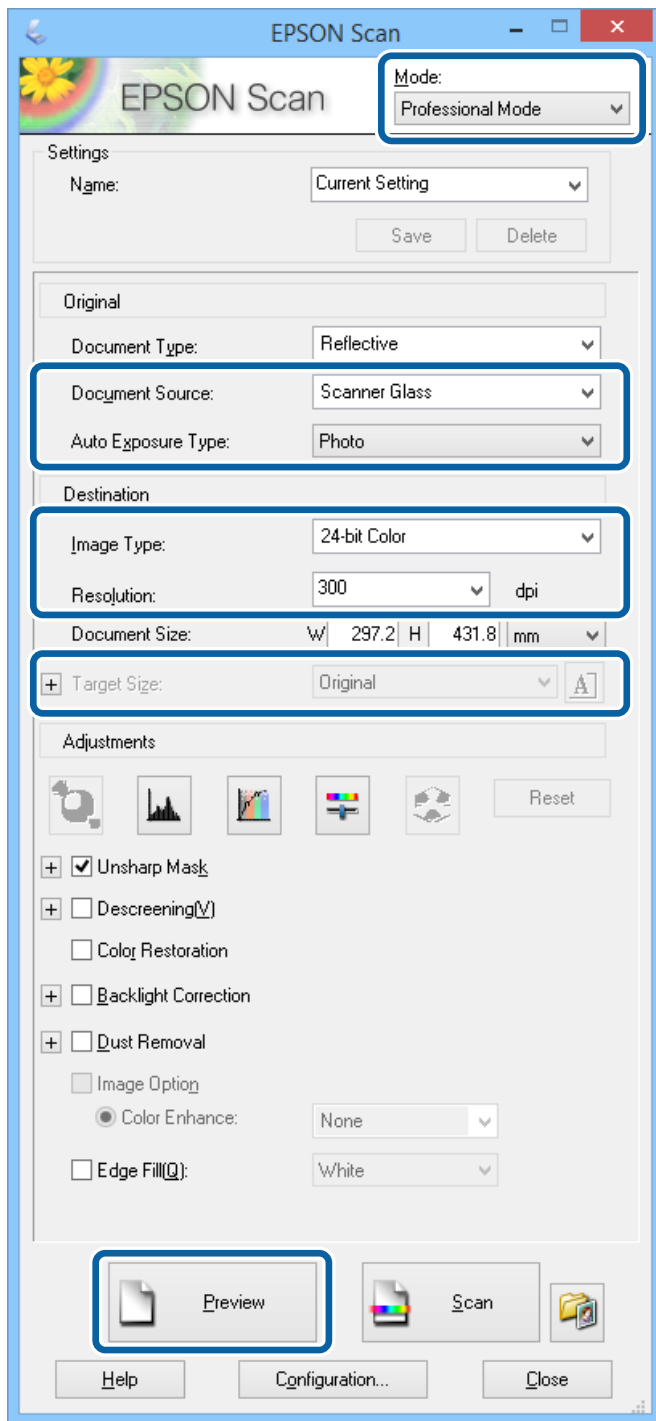 EPSON Scan
EPSON Scan
Mode:
Professional Mode
Settings
Name: Current Setting
Save Delete
Original
Document Type: Reflective
Document Source: Scanner Glass
Auto Exposure Type: Photo
Destination
Image Type: 24-bit Color
Resolution: 300 dpi
Document Size: W 297.2 H 431.8 mm
+ Target Size: Original A
Adjustments
Reset
+ Unsharp Mask
+ Descreening(V)
Color Restoration
+ Backlight Correction
+ Dust Removal
Image Option
Color Enhance: None
Edge Fill(Q): White
Preview Scan
Help Configuration... Close